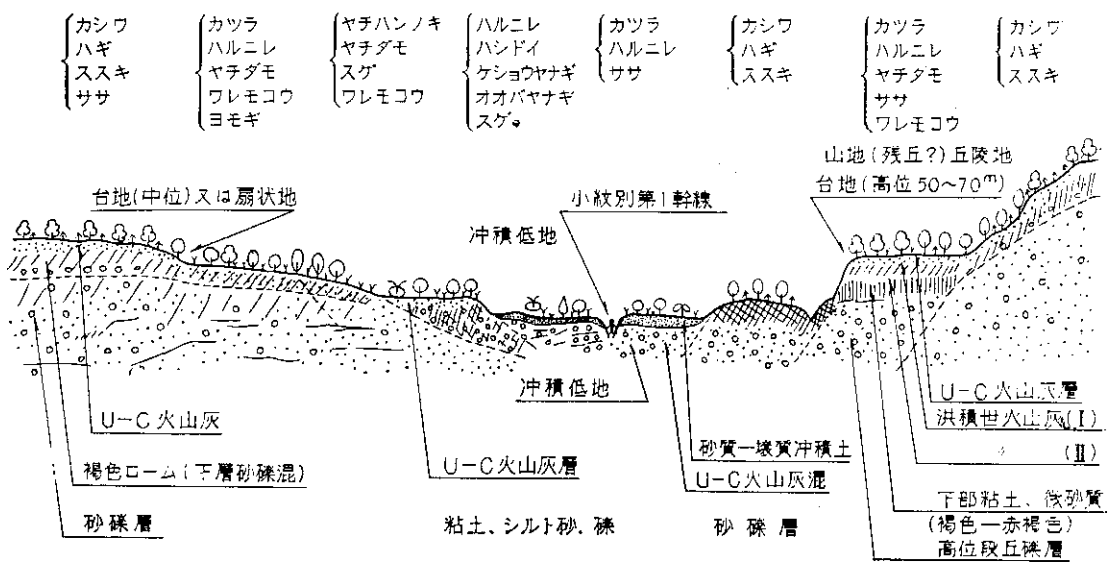 カシワ
ハギ
ススキ
ササ
カツラ
ハルニレ
ヤチダモ
ワレモコウ
ヨモギ
ヤチハンノキ
ヤチダモ
スゲ
ワレモコウ
ハルニレ
ハシドイ
ケショウヤナギ
オオバヤナギ
スゲ
カツラ
ハルニレ
ササ
カシワ
ハギ
ススキ
カツラ
ハルニレ
ヤチダモ
ササ
ワレモコウ
カシワ
ハギ
ススキ
山地(残丘?)丘陵地
台地(高位50〜70m)
台地(中位)又は扇状地
小紋別第1幹線
冲積低地
冲積低地
U-C火山灰
褐色ローム(下層砂礫混)
砂礫層
U-C火山灰層
粘土、シルト砂、礫
砂質一壌質冲積土
U-C火山灰混
砂礫層
U-C火山灰層
洪積世火山灰(I)
〃 (II)
下部粘土、微砂質
(褐色一赤褐色)
高位段丘礫層